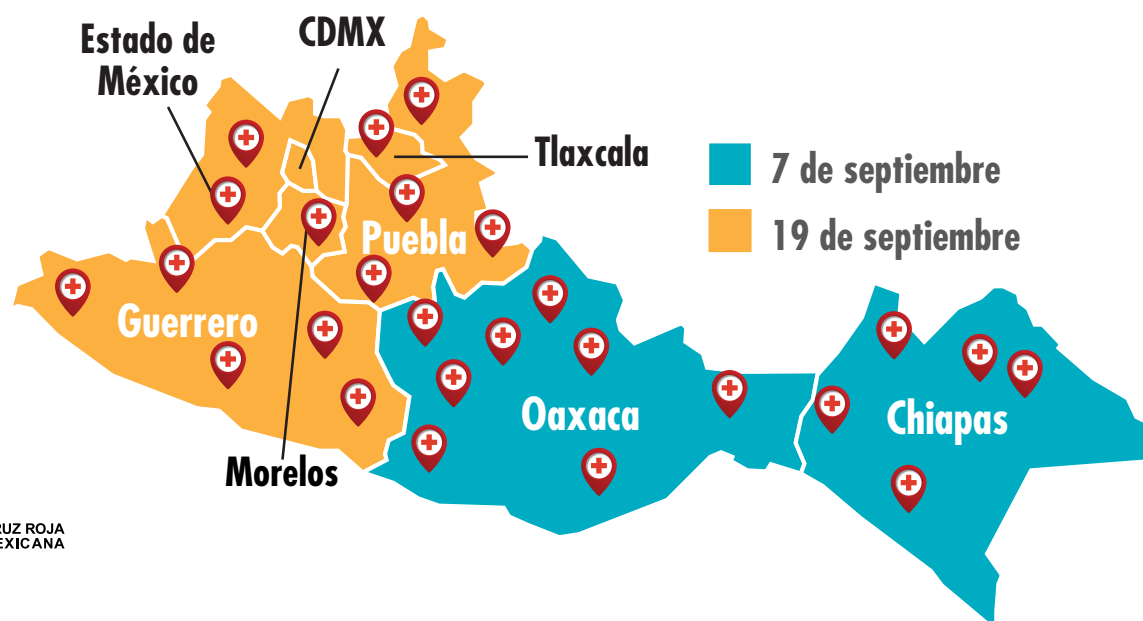 Estado de
México
CDMX
Tlaxcala
7 de septiembre
19 de septiembre
Puebla
Guerrero
Oaxaca
Chiapas
Morelos
RUZ ROJA
EXICANA